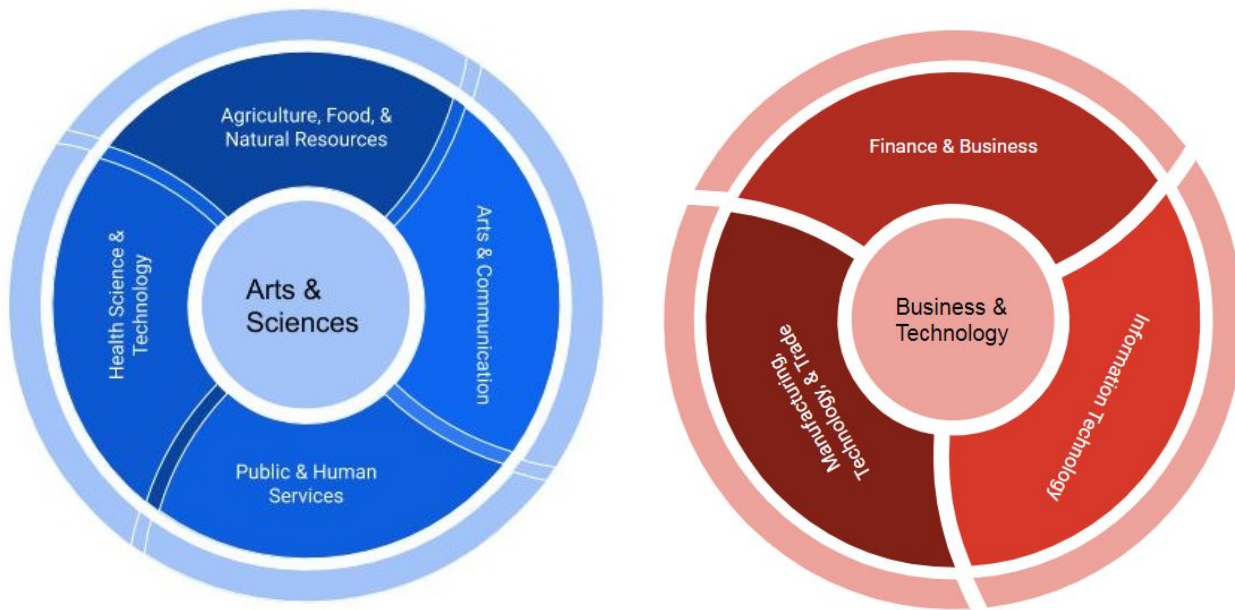 Agriculture, Food, &
Natural Resources
Arts & Communication
Public & Human
Services
Health Science &
Technology
Arts &
Sciences
Finance & Business
Information Technology
Manufacturing,
Technology, & Trade
Business &
Technology